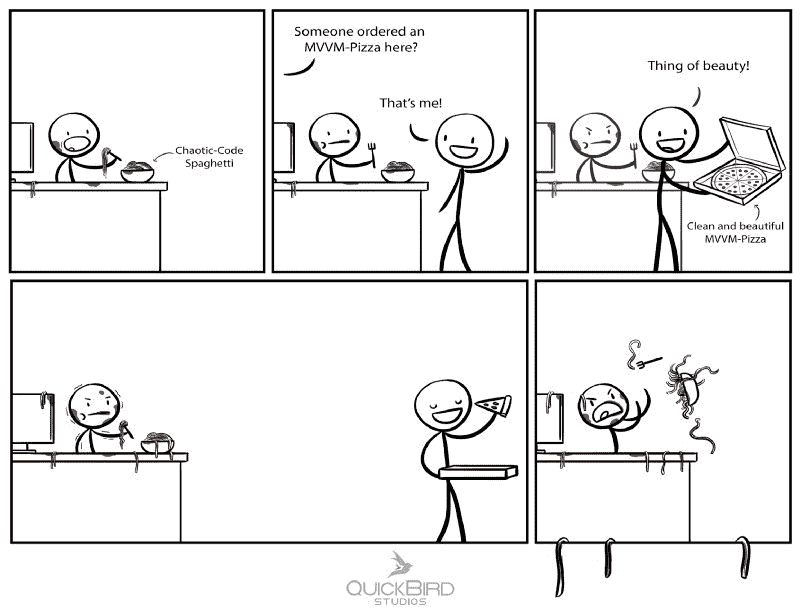 Chaotic-Code
Spaghetti
Someone ordered an
MVVM-Pizza here?
That's me!
Thing of beauty!
Clean and beautiful
MVVM-Pizza
QUICKBIRD
STUDIOS